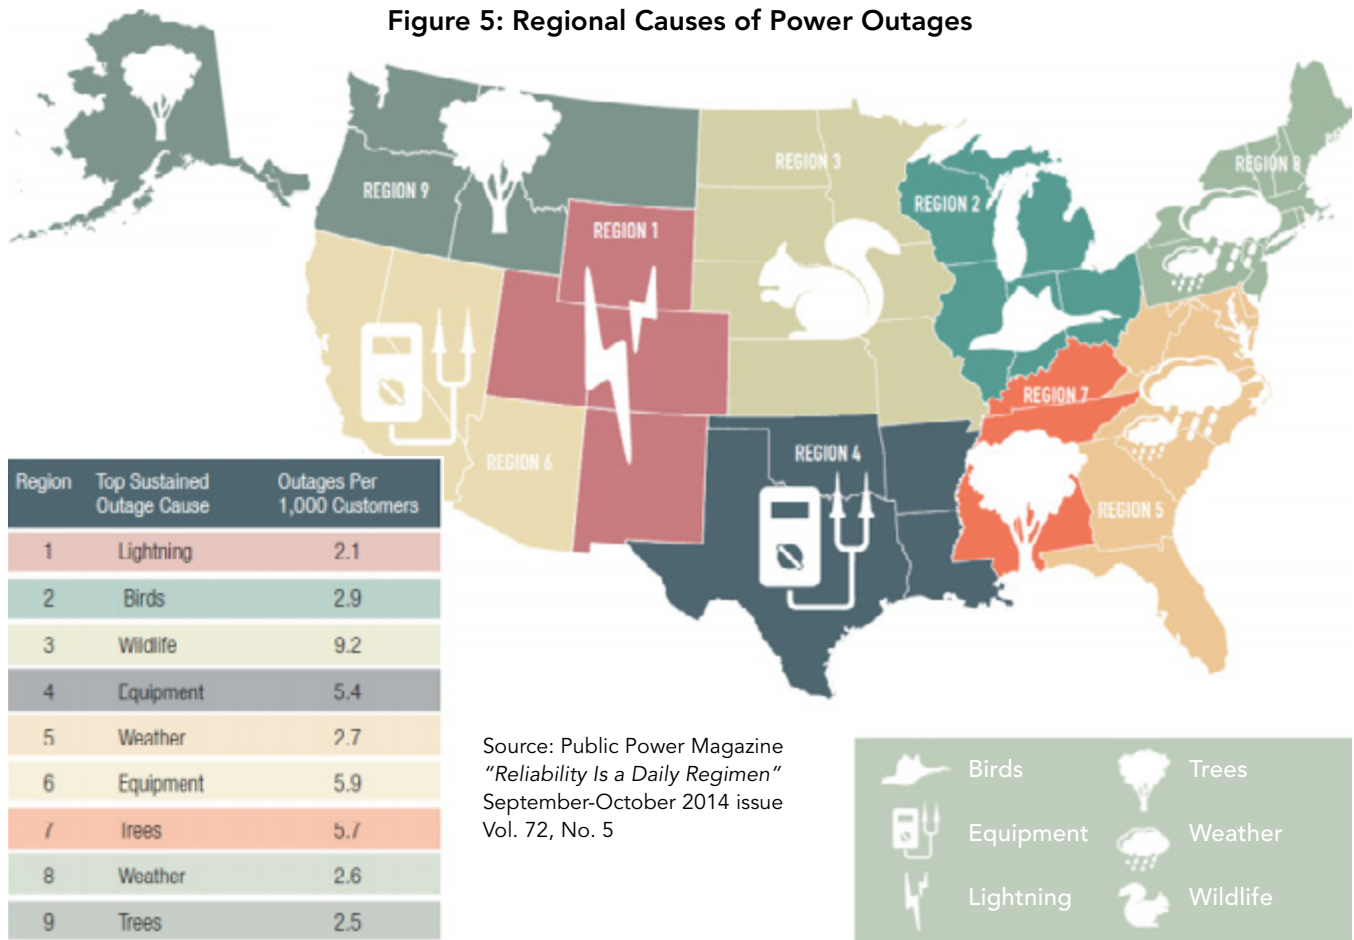 Figure 5: Regional Causes of Power Outages
REGION 3
REGION 8
REGION 9
REGION 2
REGION 1
REGION 7
REGION 4
REGION 6
REGION 5
Region Top Sustained Outage Cause Outages Per 1,000 Customers
1 Lightning 2.1
2 Birds 2.9
3 Wildlife 9.2
4 Equipment 5.4
5 Weather 2.7
6 Equipment 5.9
7 Trees 5.7
8 Weather 2.6
9 Trees 2.5
Source: Public Power Magazine
“Reliability Is a Daily Regimen”
September-October 2014 issue
Vol. 72, No. 5
Birds Trees
Equipment Weather
Lightning Wildlife